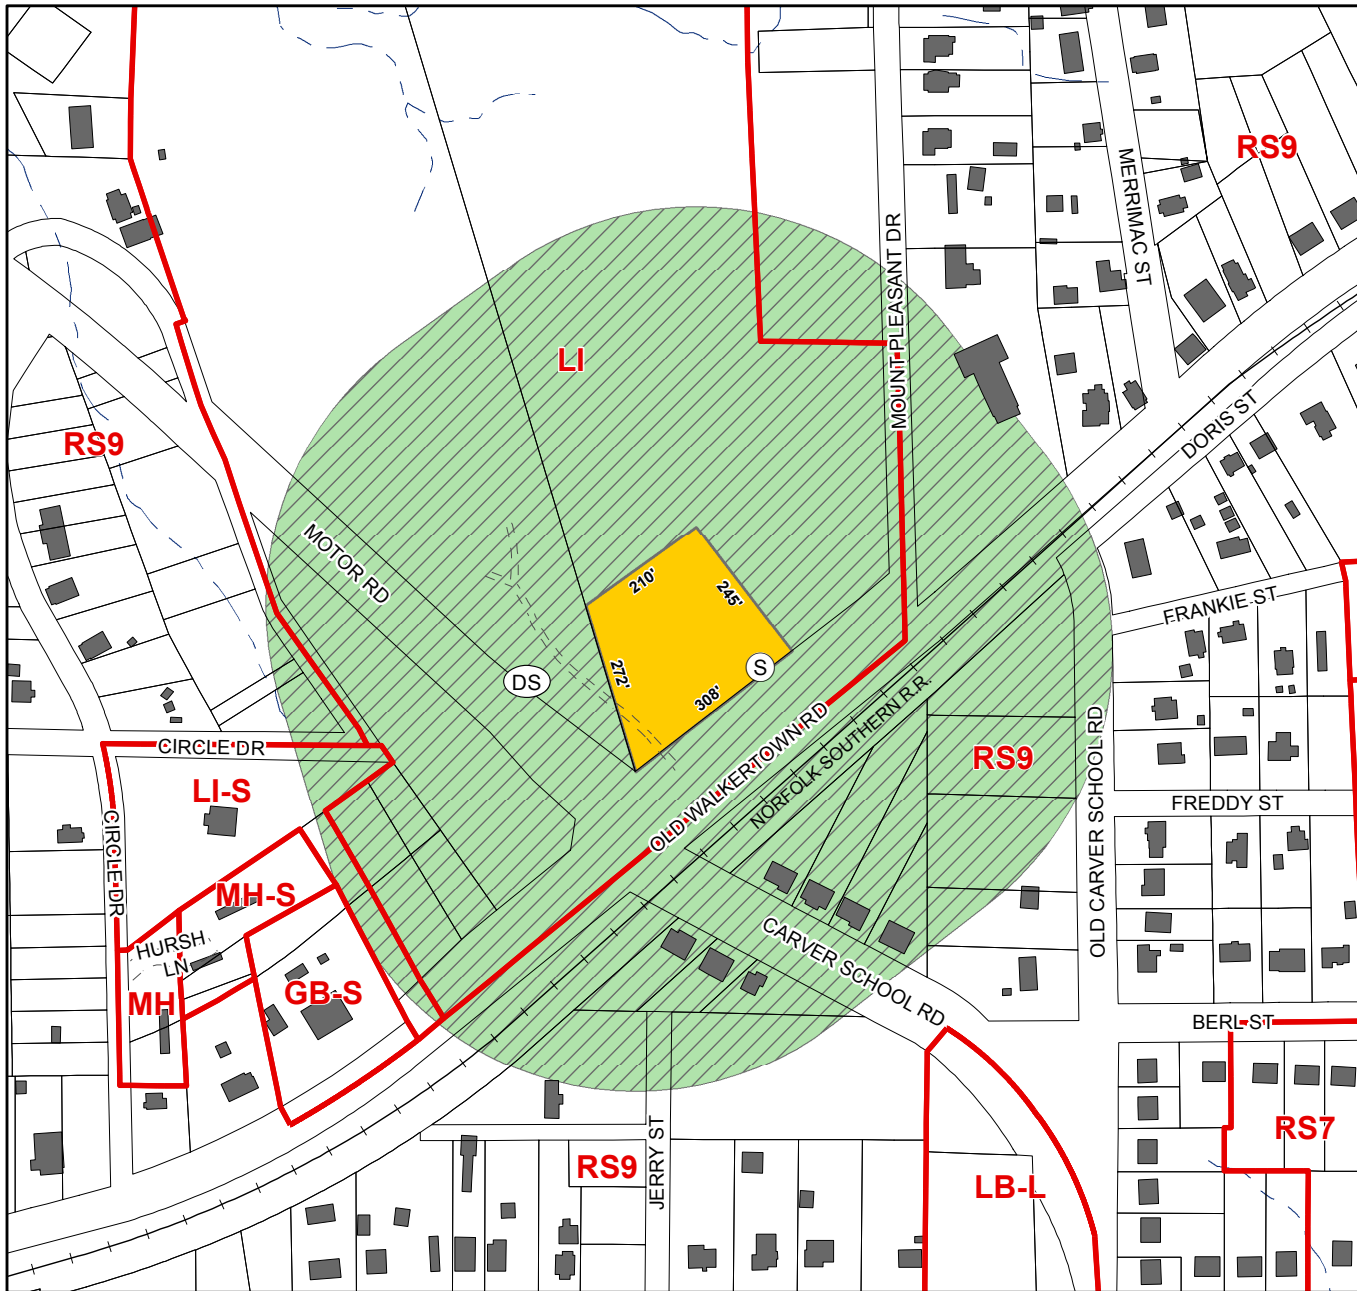 RS9
MERRIMAC ST
MOUNT PLEASANT DR
LI
DORIS ST
RS9
MOTOR RD
210'
245'
FRANKIE ST
272'
S
DS
308'
NORFOLK SOUTHERN R.R.
OLD WALKERTOWN RD
OLD CARVER SCHOOL RD
CIRCLE DR
RS9
LI-S
FREDDY ST
CIRCLE DR
MH-S
HURSH
LN
CARVER SCHOOL RD
MH
GB-S
BERL ST
RS7
JERRY ST
RS9
LB-L